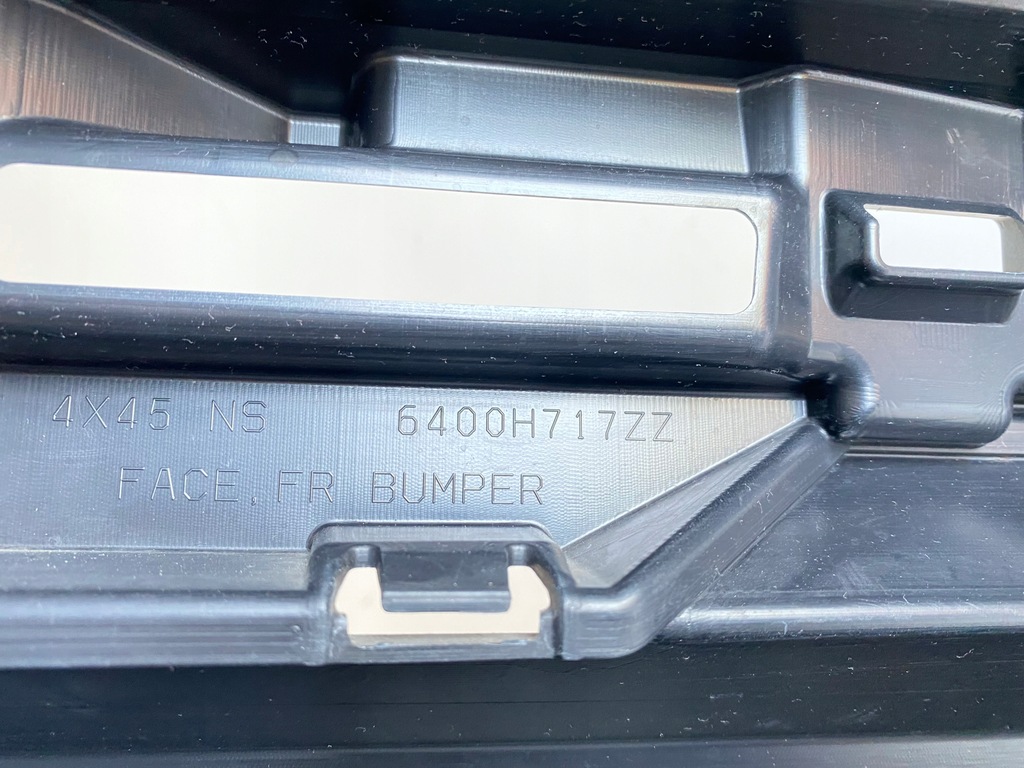 4X45 NS 6400H717ZZ
FACE, FR BUMPER